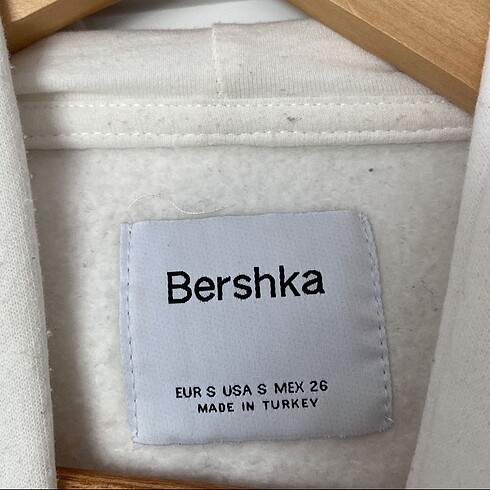 Bershka
EUR S USA S MEX 26
MADE IN TURKEY